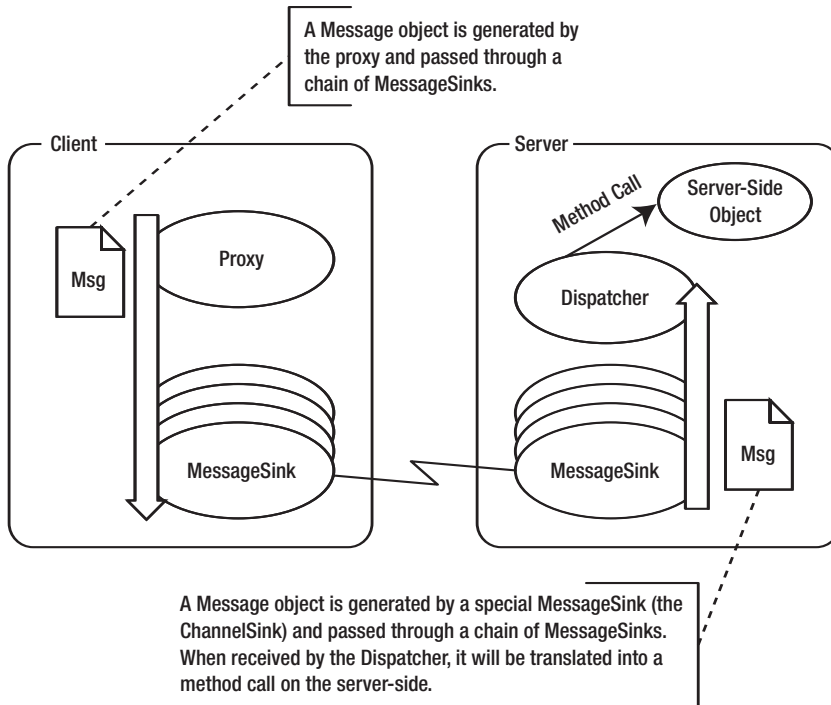 A Message object is generated by
the proxy and passed through a
chain of MessageSinks.
Client
Server
Msg
Proxy
Method Call
Server-Side
Object
Dispatcher
MessageSink
MessageSink
Msg
A Message object is generated by a special MessageSink (the
ChannelSink) and passed through a chain of MessageSinks.
When received by the Dispatcher, it will be translated into a
method call on the server-side.